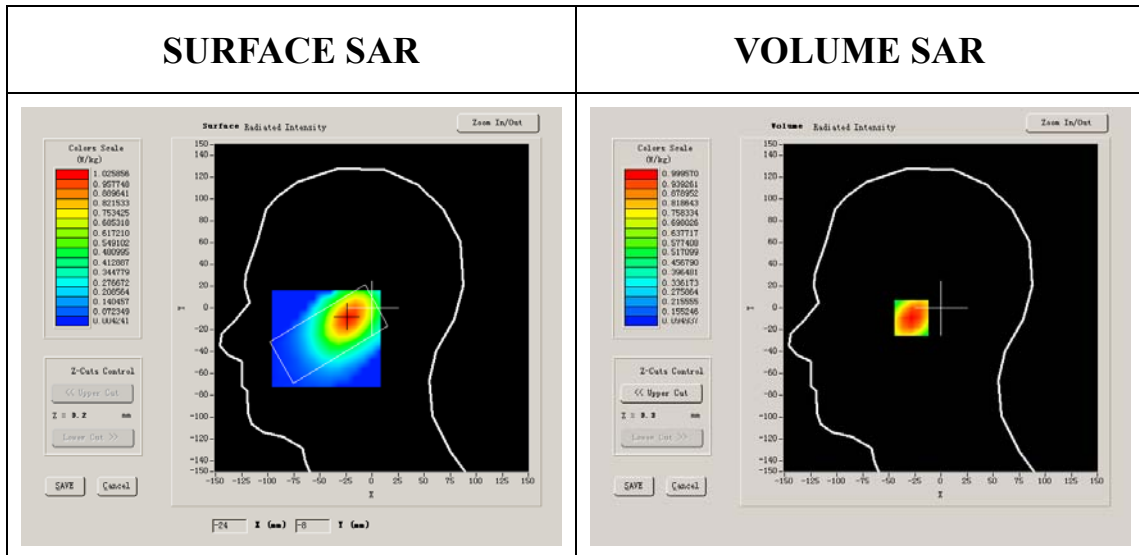 SURFACE SAR
Surface Radiated Intensity
Zoom In/Out
Colors Scale
(W/kg)
1.025856
0.957748
0.889641
0.821533
0.753425
0.685318
0.617210
0.549102
0.480995
0.412887
0.344779
0.276672
0.208564
0.140457
0.072349
0.004241
Z-Cuts Control
<< Upper Cut
Z = 3.2 mm
Lower Cut >>
SAVE Cancel
150
140
120
100
80
60
40
20
0
-20
-40
-60
-80
-100
-120
-140
-150
Y
-150 -125 -100 -75 -50 -25 0 25 50 75 100 125 150
X
-24 X (mm) -8 Y (mm)
VOLUME SAR
Volume Radiated Intensity
Zoom In/Out
Colors Scale
(W/kg)
0.999570
0.939261
0.878952
0.818643
0.758334
0.698026
0.637717
0.577408
0.517099
0.456790
0.396481
0.336173
0.275864
0.215555
0.155246
0.094937
Z-Cuts Control
<< Upper Cut
Z = 3.3 mm
Lower Cut >>
SAVE Cancel
150
140
120
100
80
60
40
20
0
-20
-40
-60
-80
-100
-120
-140
-150
Y
-150 -125 -100 -75 -50 -25 0 25 50 75 100 125 150
X